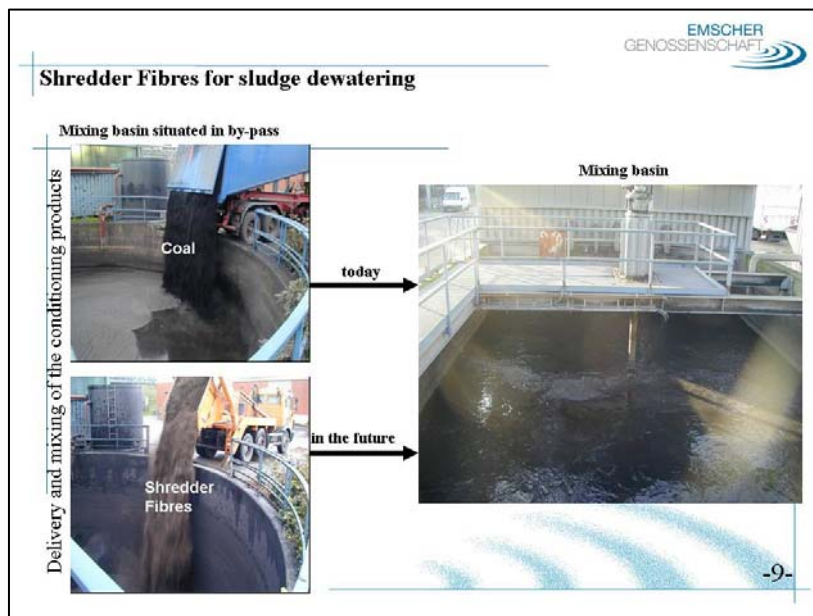 EMSCHER
GENOSSENSCHAFT
Shredder Fibres for sludge dewatering
Mixing basin situated in by-pass
Mixing basin
Delivery and mixing of the conditioning products
Coal
today
Shredder
Fibres
in the future
-9-